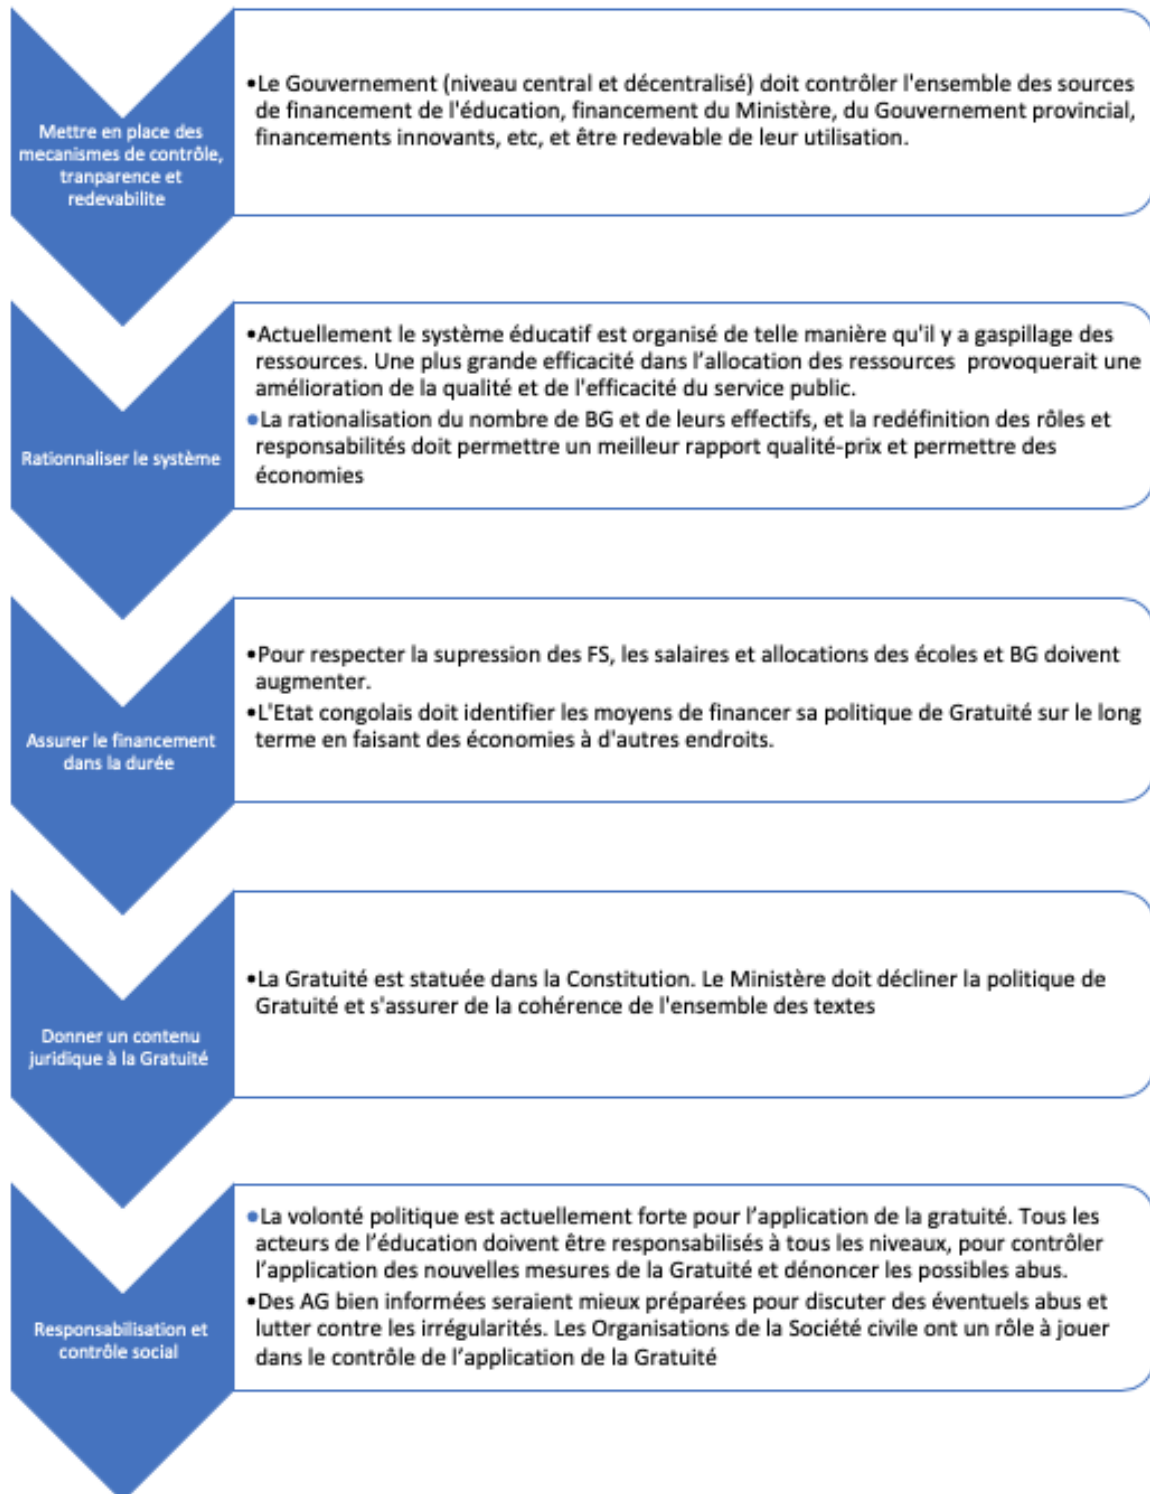 Mettre en place des
mecanismes de contrôle,
tranparence et
redevabilite
•Le Gouvernement (niveau central et décentralisé) doit contrôler l'ensemble des sources
de financement de l'éducation, financement du Ministère, du Gouvernement provincial,
financements innovants, etc, et être redevable de leur utilisation.
Rationnaliser le système
•Actuellement le système éducatif est organisé de telle manière qu'il y a gaspillage des
ressources. Une plus grande efficacité dans l’allocation des ressources provoquerait une
amélioration de la qualité et de l'efficacité du service public.
•La rationalisation du nombre de BG et de leurs effectifs, et la redéfinition des rôles et
responsabilités doit permettre un meilleur rapport qualité-prix et permettre des
économies
Assurer le financement
dans la durée
•Pour respecter la supression des FS, les salaires et allocations des écoles et BG doivent
augmenter.
•L'Etat congolais doit identifier les moyens de financer sa politique de Gratuité sur le long
terme en faisant des économies à d'autres endroits.
Donner un contenu
juridique à la Gratuité
•La Gratuité est statuée dans la Constitution. Le Ministère doit décliner la politique de
Gratuité et s'assurer de la cohérence de l'ensemble des textes
Responsabilisation et
contrôle social
•La volonté politique est actuellement forte pour l’application de la gratuité. Tous les
acteurs de l’éducation doivent être responsabilisés à tous les niveaux, pour contrôler
l’application des nouvelles mesures de la Gratuité et dénoncer les possibles abus.
•Des AG bien informées seraient mieux préparées pour discuter des éventuels abus et
lutter contre les irrégularités. Les Organisations de la Société civile ont un rôle à jouer
dans le contrôle de l’application de la Gratuité